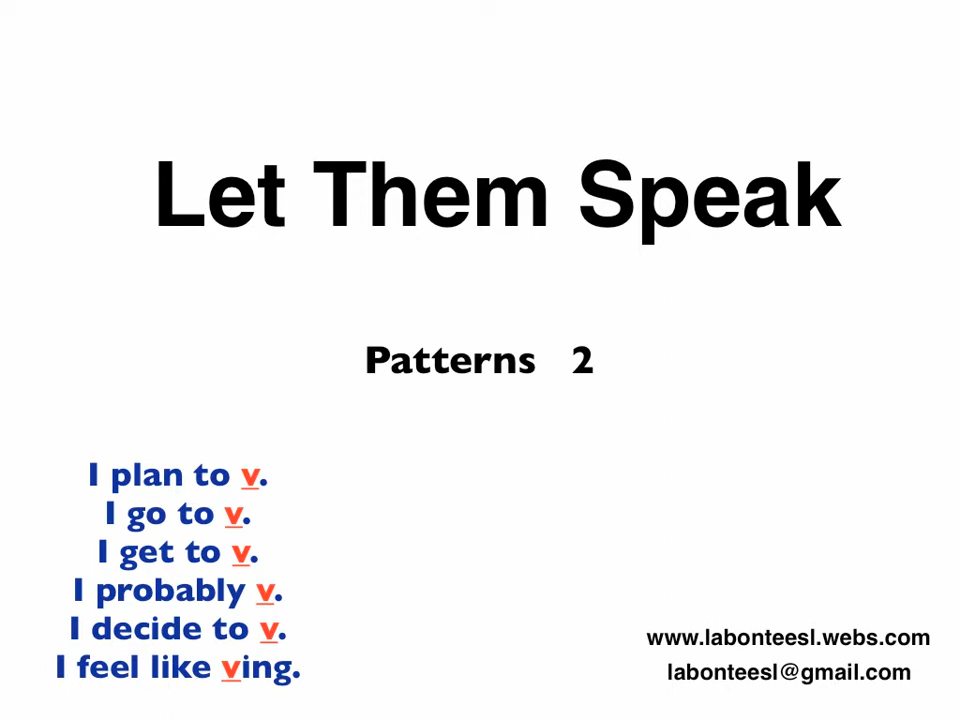 Let Them Speak
Patterns 2
I plan to v.
I go to v.
I get to v.
I probably v.
I decide to v.
I feel like ving.
www.labonteesl.webs.com
labonteesl@gmail.com